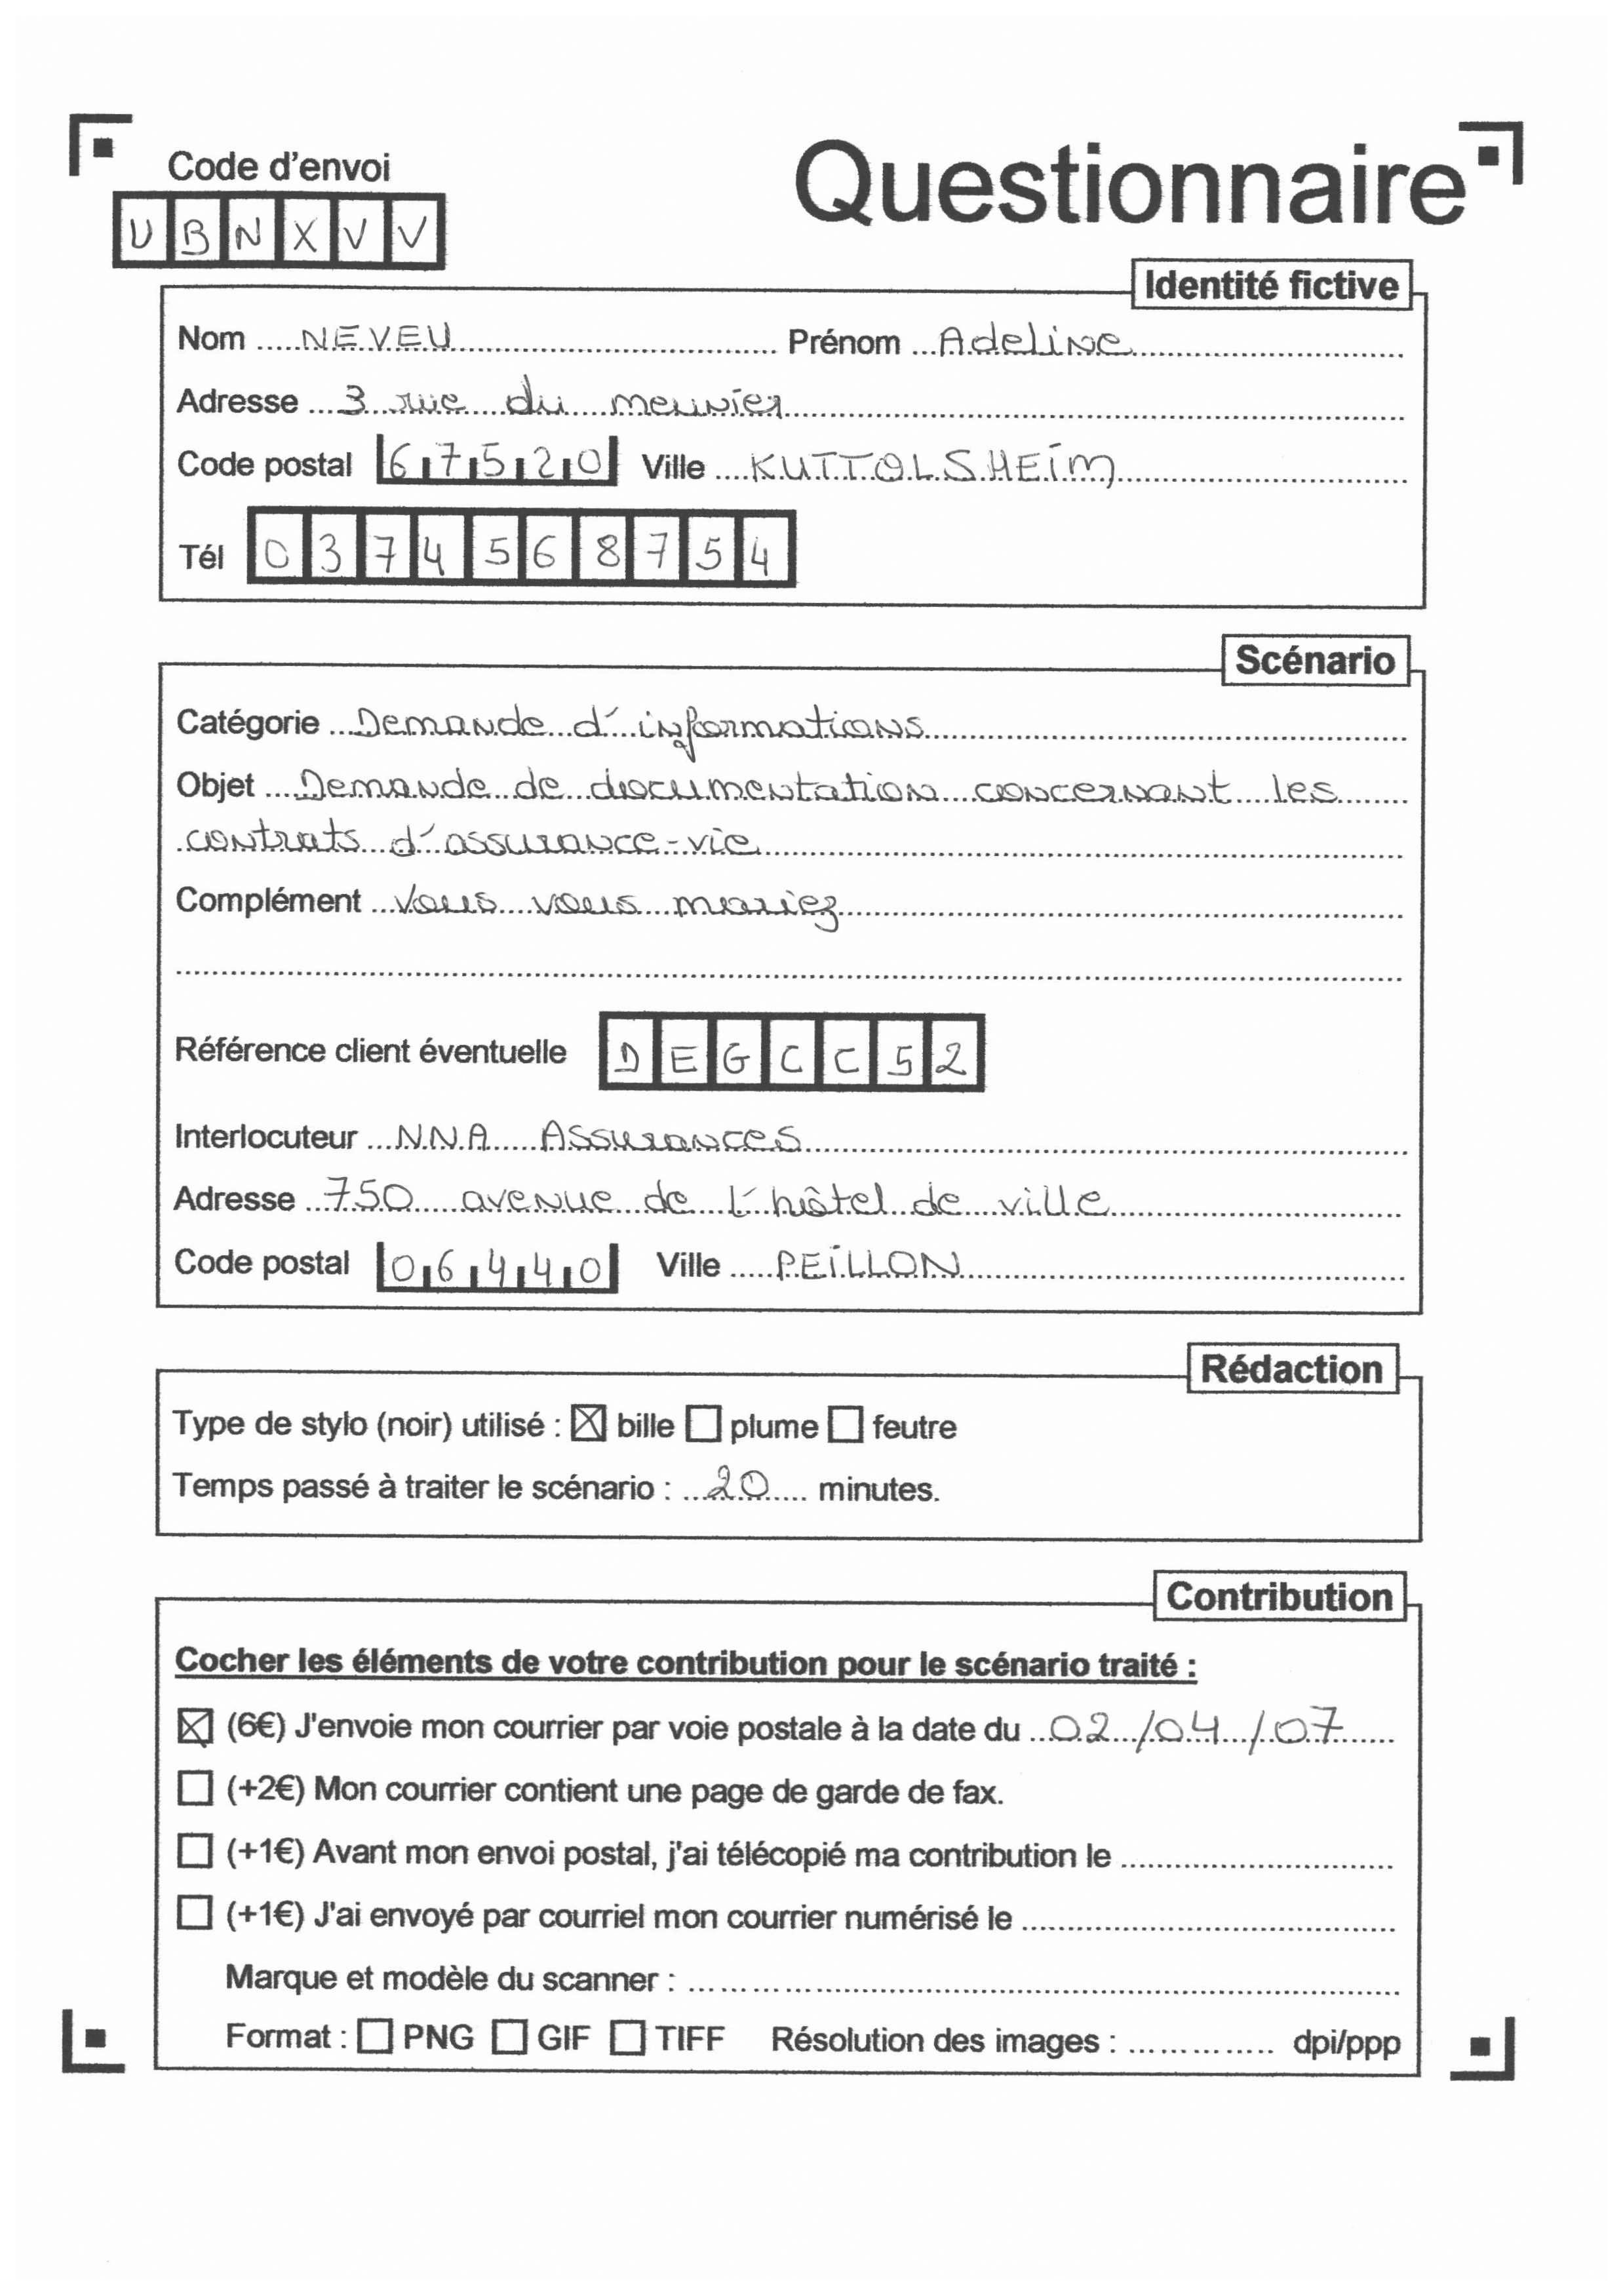 Code d'envoi
UBNXVV
Questionnaire
Identité fictive
Nom NEVEU Prénom Adeline
Adresse 3 rue du meunier
Code postal 67520 Ville KUTTOLSHEIM
Tél 0374568754
Scénario
Catégorie Demande d'informations
Objet Demande de documentation concernant les
contrats d'assurance-vie
Complément Vous vous mariez
Référence client éventuelle DEGCC52
Interlocuteur NNA Assurances
Adresse 750 avenue de l'hôtel de ville
Code postal 06440 Ville PEILLON
Rédaction
Type de stylo (noir) utilisé : ☒ bille ☐ plume ☐ feutre
Temps passé à traiter le scénario : 20 minutes.
Contribution
Cocher les éléments de votre contribution pour le scénario traité :
☒ (6€) J'envoie mon courrier par voie postale à la date du 02/04/07
☐ (+2€) Mon courrier contient une page de garde de fax.
☐ (+1€) Avant mon envoi postal, j'ai télécopié ma contribution le
☐ (+1€) J'ai envoyé par courriel mon courrier numérisé le
Marque et modèle du scanner :
Format : ☐ PNG ☐ GIF ☐ TIFF Résolution des images : dpi/ppp